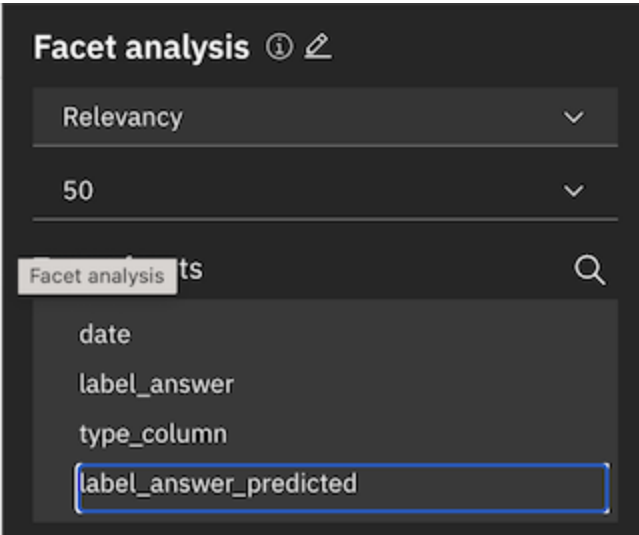 Facet analysis
Relevancy
50
Facet analysis
date
label_answer
type_column
label_answer_predicted